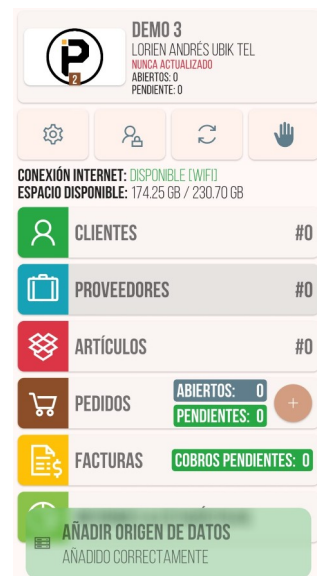 DEMO 3
LORIEN ANDRÉS UBIK TEL
NUNCA ACTUALIZADO
ABIERTOS: 0
PENDIENTE: 0
2
CONEXIÓN INTERNET: DISPONIBLE [WIFI]
ESPACIO DISPONIBLE: 174.25 GB / 230.70 GB
CLIENTES #0
PROVEEDORES #0
ARTÍCULOS #0
PEDIDOS ABIERTOS: 0
PENDIENTES: 0
FACTURAS COBROS PENDIENTES: 0
AÑADIR ORIGEN DE DATOS
AÑADIDO CORRECTAMENTE